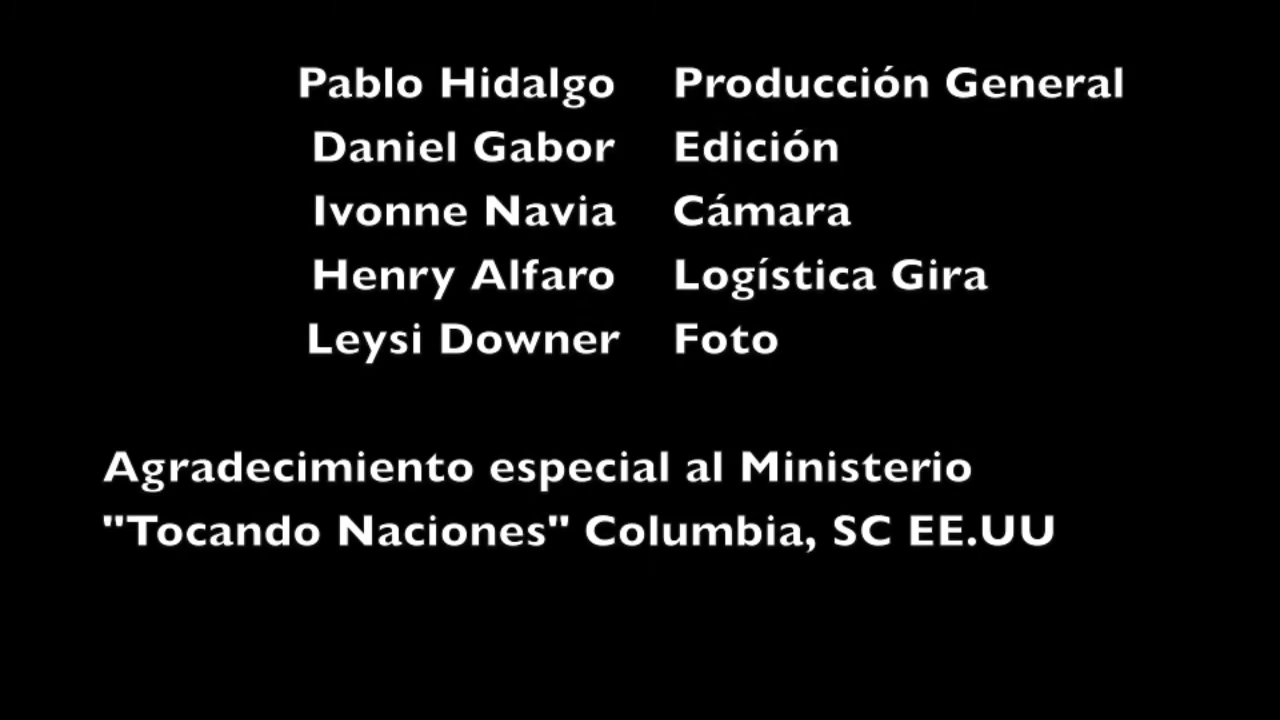 Pablo Hidalgo Producción General
Daniel Gabor Edición
Ivonne Navia Cámara
Henry Alfaro Logística Gira
Leysi Downer Foto
Agradecimiento especial al Ministerio
"Tocando Naciones" Columbia, SC EE.UU